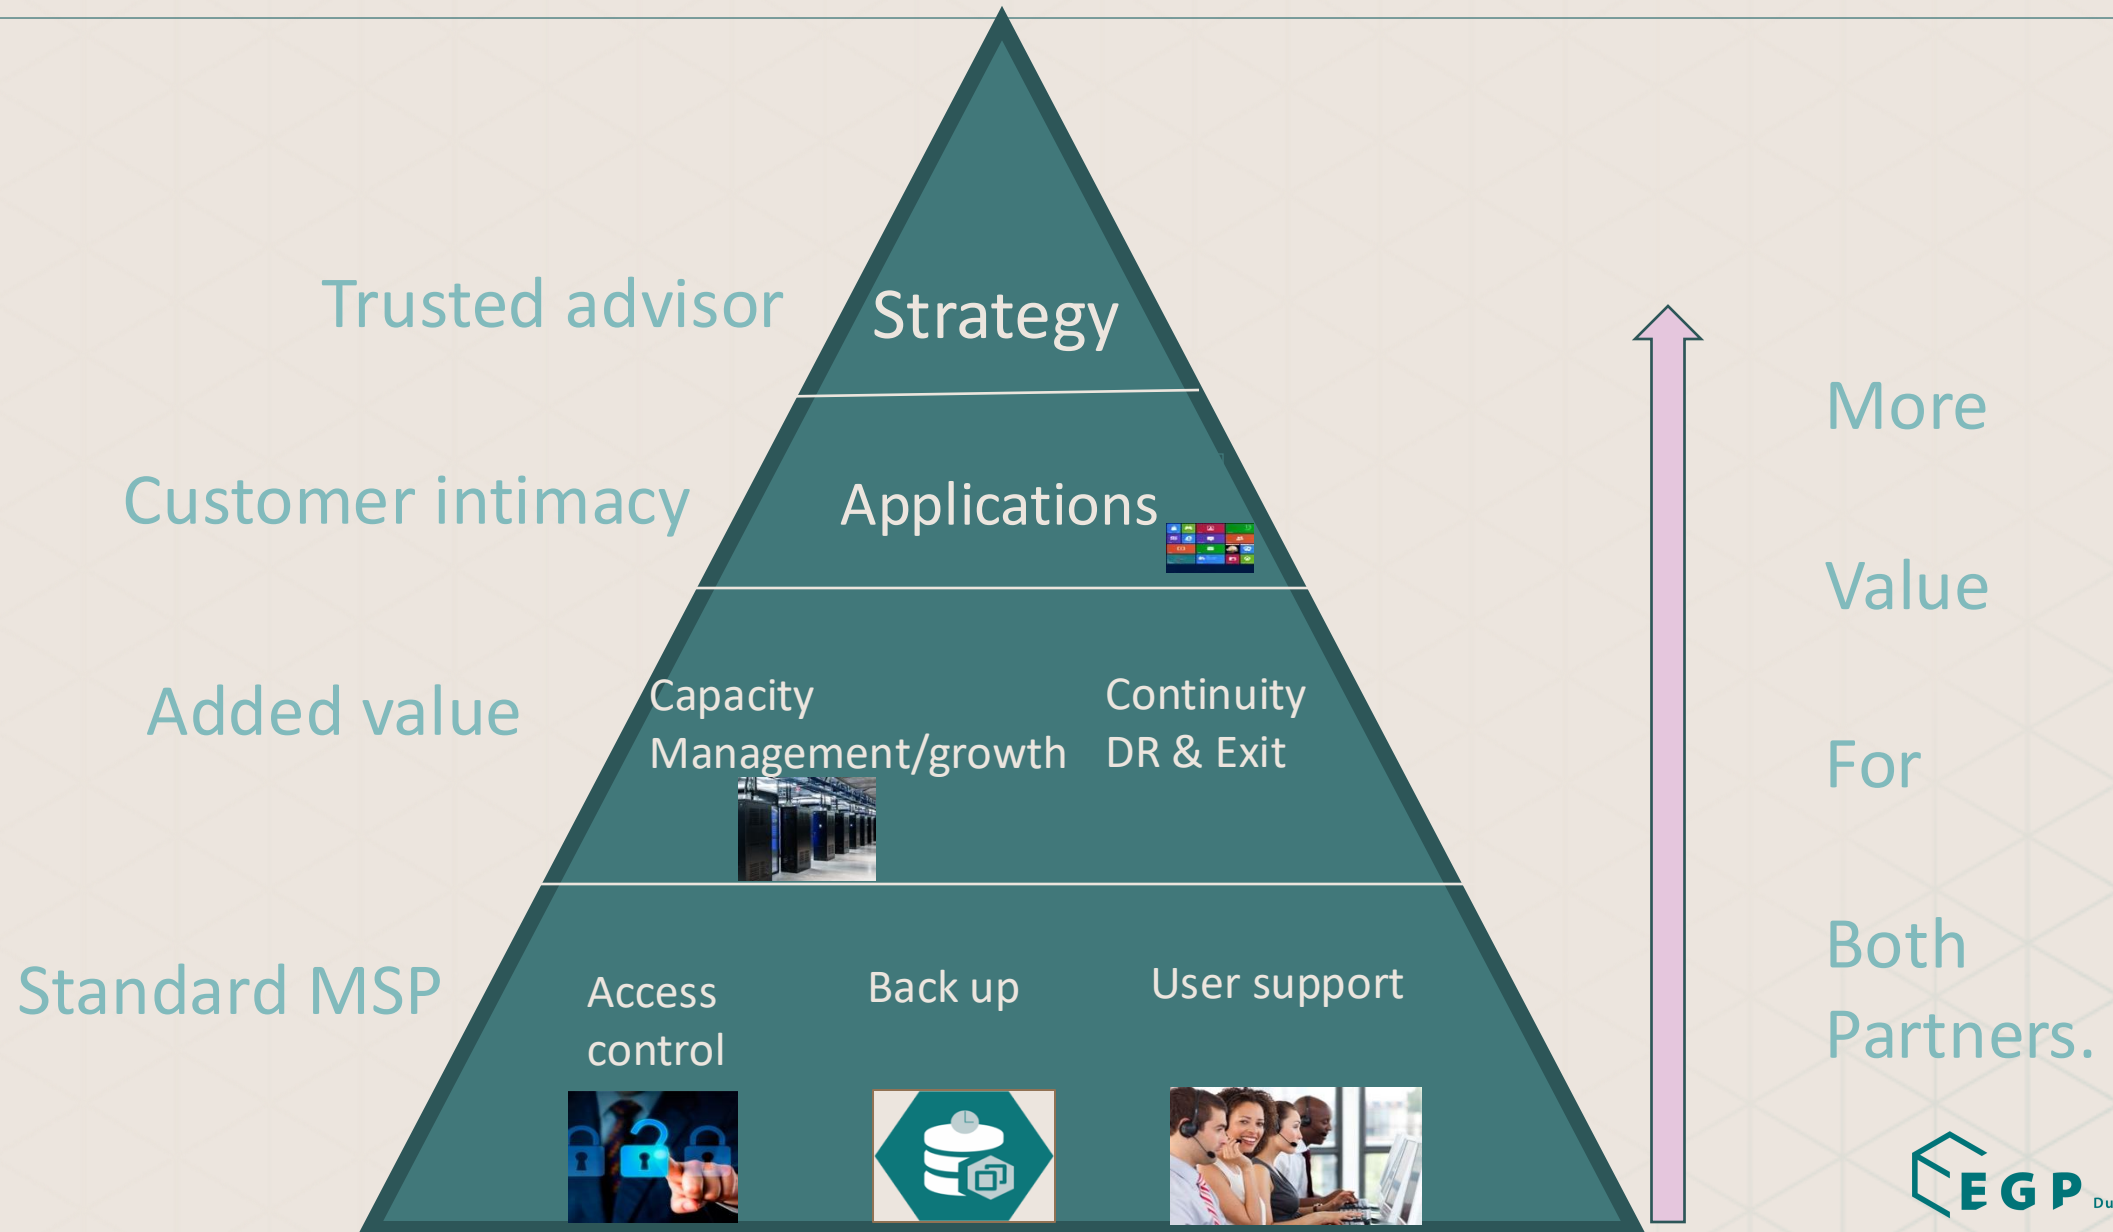 Trusted advisor
Strategy
Customer intimacy
Applications
Added value
Capacity
Management/growth
Continuity
DR & Exit
Standard MSP
Access
control
Back up
User support
More
Value
For
Both
Partners.
EGP